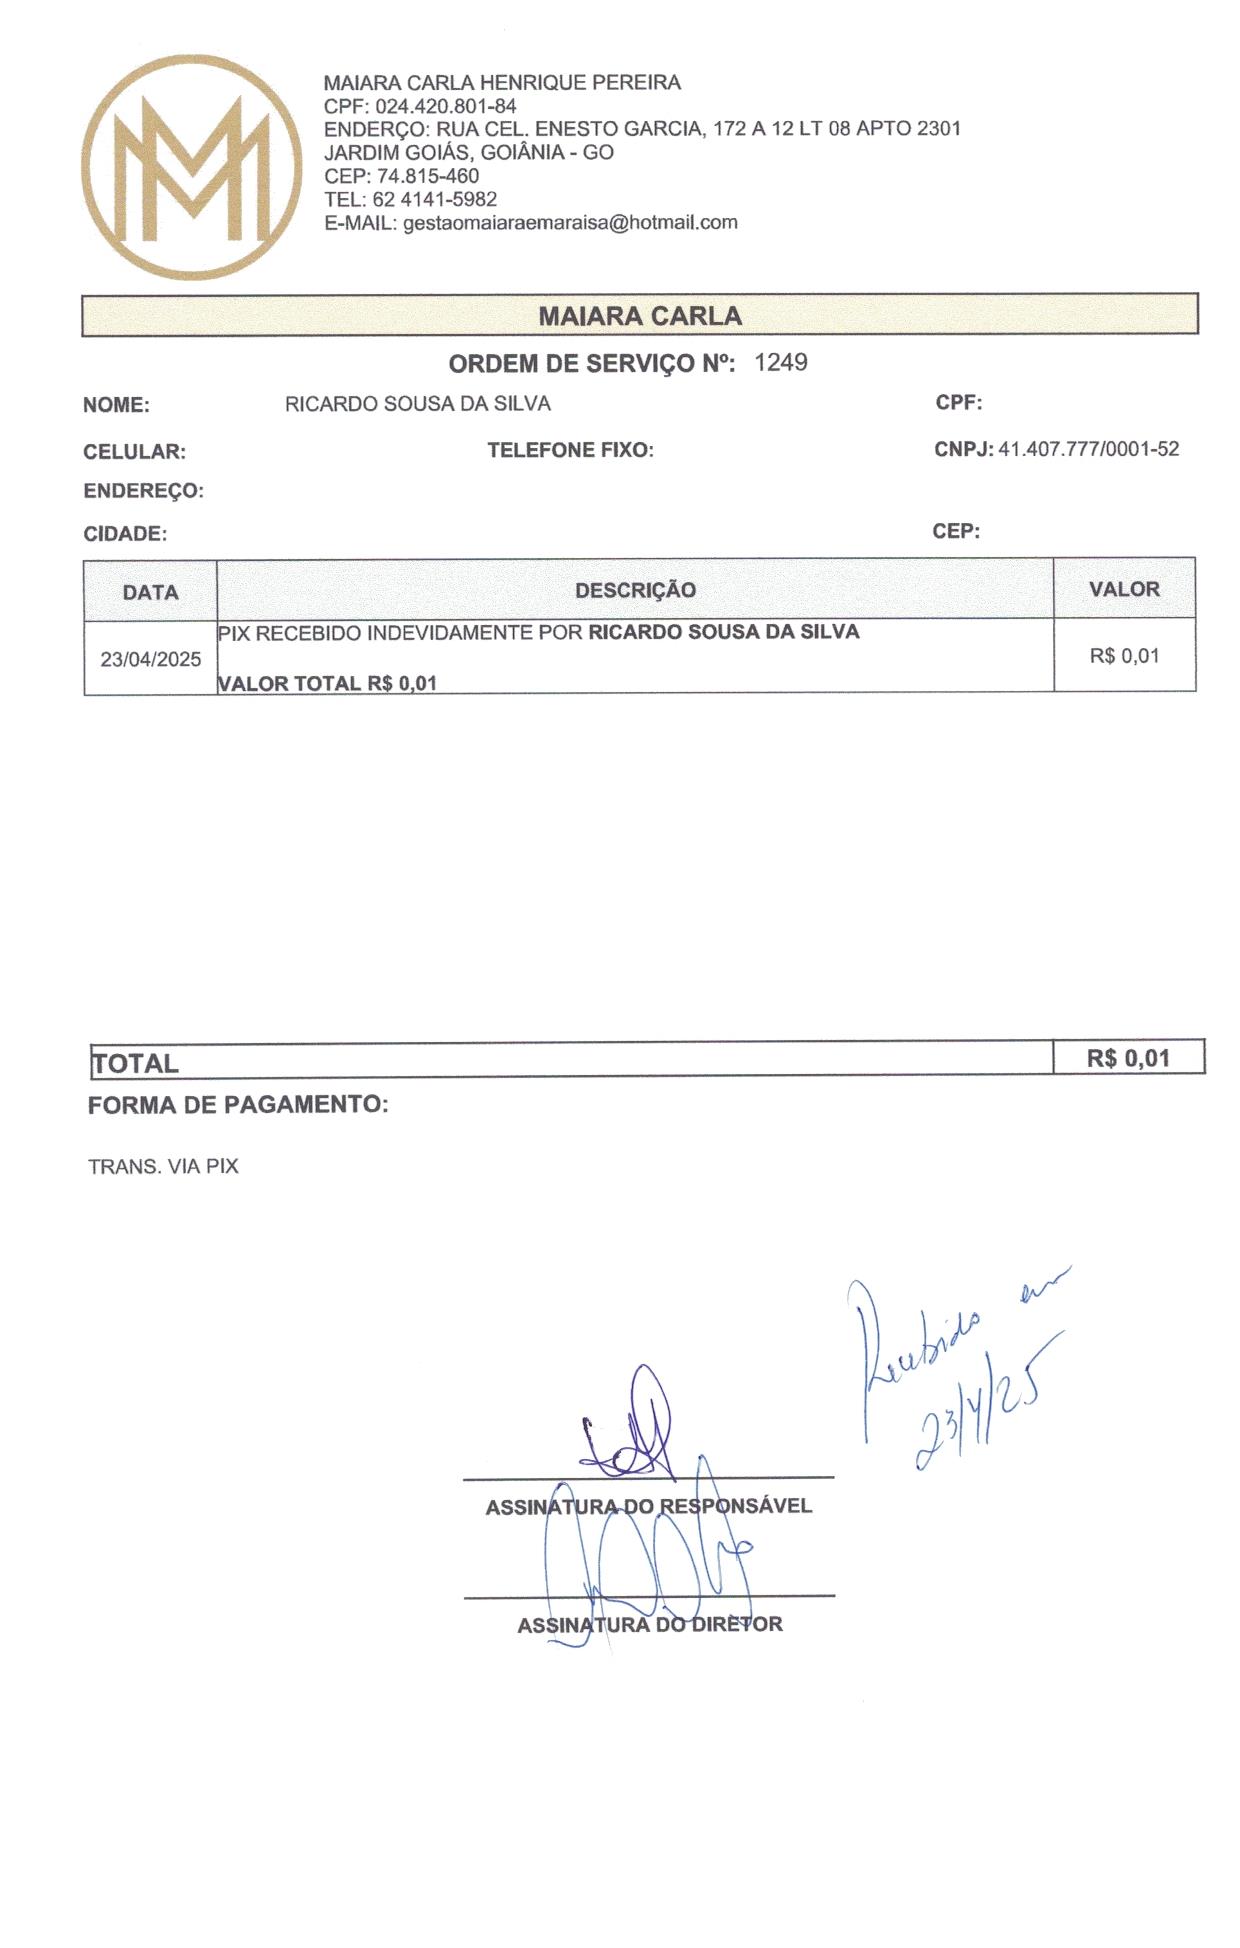 MAIARA CARLA HENRIQUE PEREIRA
CPF: 024.420.801-84
ENDERÇO: RUA CEL. ENESTO GARCIA, 172 A 12 LT 08 APTO 2301
JARDIM GOIÁS, GOIÂNIA - GO
CEP: 74.815-460
TEL: 62 4141-5982
E-MAIL: gestaomaiaraemaraisa@hotmail.com
MAIARA CARLA
ORDEM DE SERVIÇO Nº: 1249
NOME: RICARDO SOUSA DA SILVA CPF:
CELULAR: TELEFONE FIXO: CNPJ: 41.407.777/0001-52
ENDEREÇO:
CIDADE: CEP:
DATA DESCRIÇÃO VALOR
PIX RECEBIDO INDEVIDAMENTE POR RICARDO SOUSA DA SILVA
23/04/2025 R$ 0,01
VALOR TOTAL R$ 0,01
TOTAL R$ 0,01
FORMA DE PAGAMENTO:
TRANS. VIA PIX
Recebido em
23/4/25
ASSINATURA DO RESPONSÁVEL
ASSINATURA DO DIRETOR